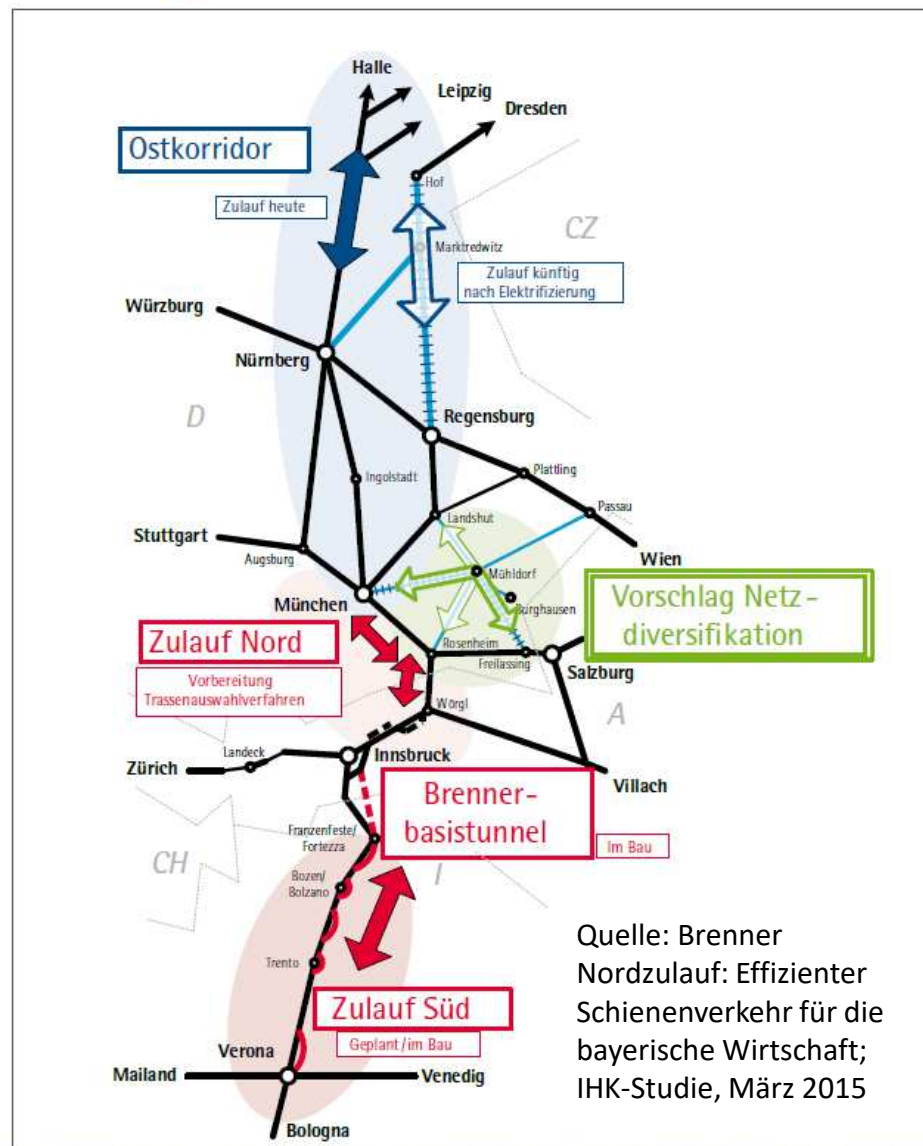 Halle
Leipzig
Dresden
Ostkorridor
Hof
Zulauf heute
CZ
Marktredwitz
Zulauf künftig
nach Elektrifizierung
Würzburg
Nürnberg
D
Regensburg
Plattling
Ingolstadt
Passau
Landshut
Stuttgart
Augsburg
Wien
Mühldorf
München
Burghausen
Vorschlag Netz-
diversifikation
Zulauf Nord
Rosenheim
Freilassing
Salzburg
Vorbereitung
Trassenauswahlverfahren
Wörgl
A
Landeck
Innsbruck
Zürich
Villach
Brenner-
basistunnel
Franzenfeste/
Fortezza
Im Bau
CH
I
Bozen/
Bolzano
Trento
Zulauf Süd
Geplant/im Bau
Verona
Mailand
Venedig
Bologna
Quelle: Brenner
Nordzulauf: Effizienter
Schienenverkehr für die
bayerische Wirtschaft;
IHK-Studie, März 2015